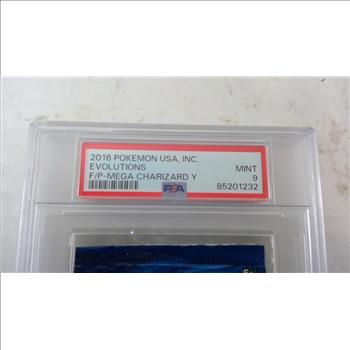 2016 POKEMON USA, INC.
EVOLUTIONS MINT
F/P-MEGA CHARIZARD Y 9
PSA 85201232